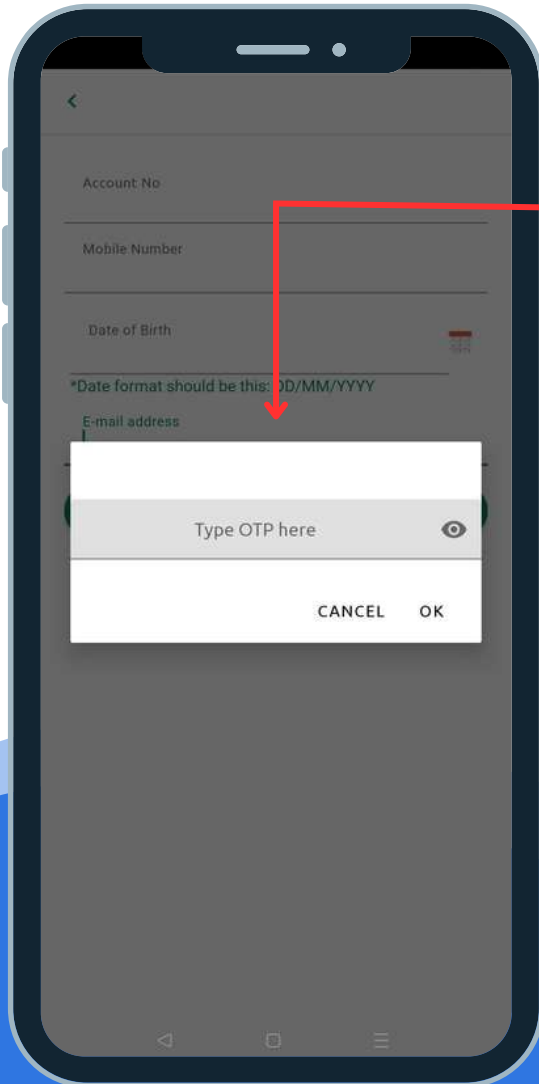 Account No
Mobile Number
Date of Birth
*Date format should be this: DD/MM/YYYY
E-mail address
Type OTP here
CANCEL OK